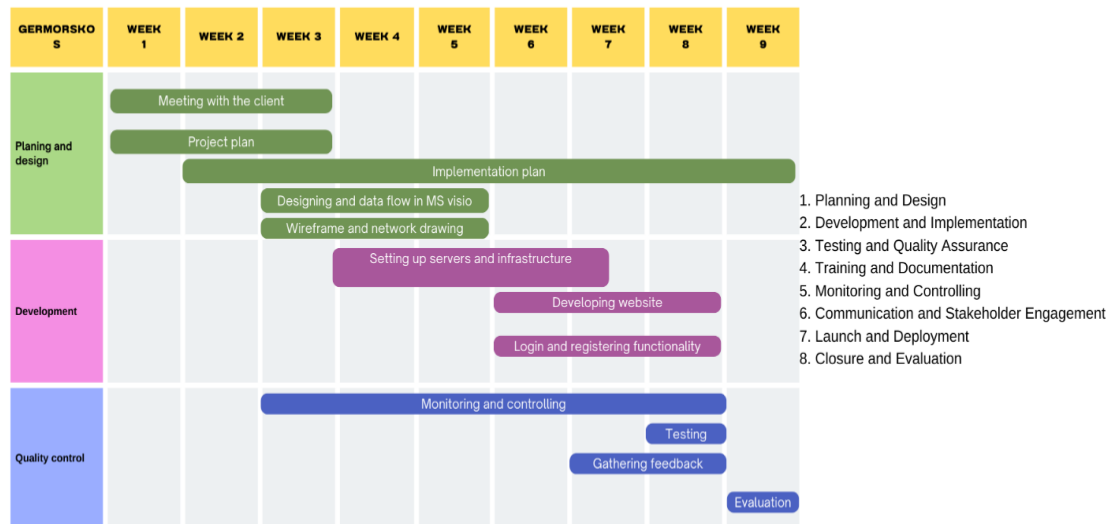 GERMORSKO
S
WEEK
1
WEEK 2
WEEK 3
WEEK 4
WEEK
5
WEEK
6
WEEK
7
WEEK
8
WEEK
9
Planing and
design
Meeting with the client
Project plan
Implementation plan
Designing and data flow in MS visio
Wireframe and network drawing
Development
Setting up servers and infrastructure
Developing website
Login and registering functionality
Quality control
Monitoring and controlling
Testing
Gathering feedback
Evaluation
1. Planning and Design
2. Development and Implementation
3. Testing and Quality Assurance
4. Training and Documentation
5. Monitoring and Controlling
6. Communication and Stakeholder Engagement
7. Launch and Deployment
8. Closure and Evaluation